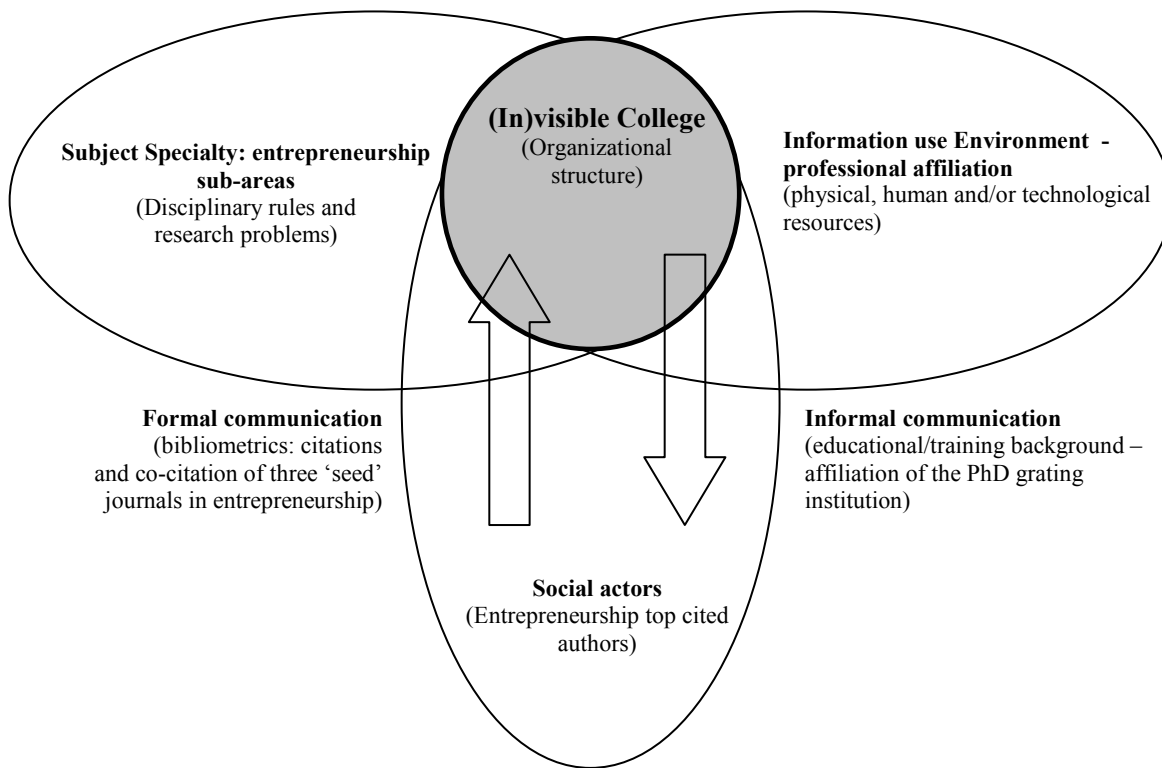 (In)visible College
(Organizational
structure)
Subject Specialty: entrepreneurship
sub-areas
(Disciplinary rules and
research problems)
Information use Environment  -
professional affiliation
(physical, human and/or technological
resources)
Formal communication
(bibliometrics: citations
and co-citation of three ‘seed’
journals in entrepreneurship)
Informal communication
(educational/training background –
affiliation of the PhD grating
institution)
Social actors
(Entrepreneurship top cited
authors)